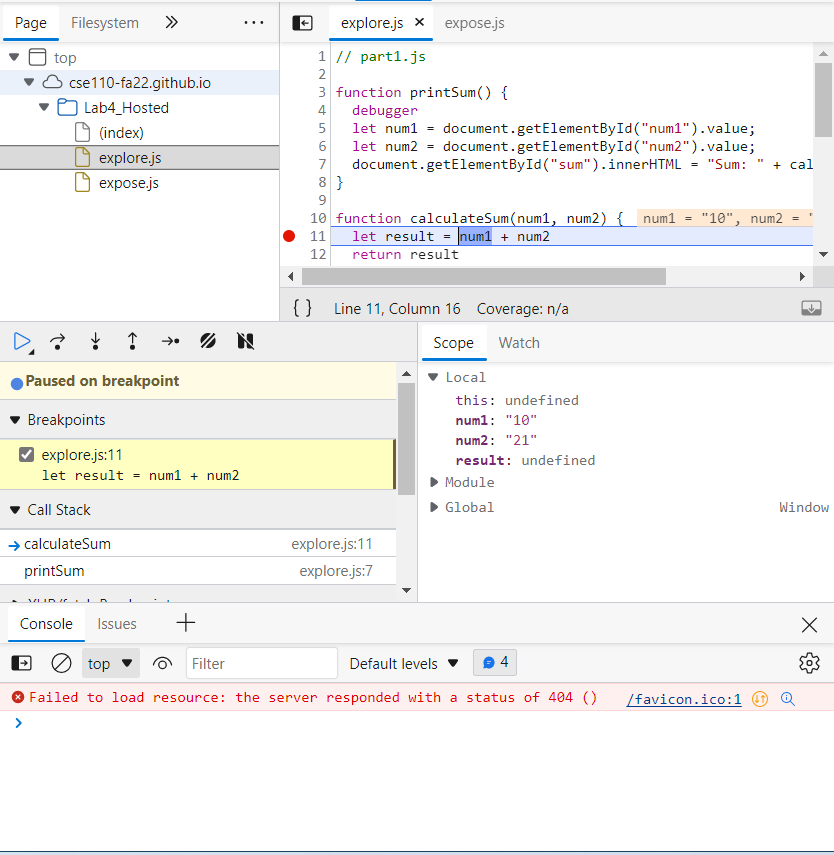 Page Filesystem
top
cse110-fa22.github.io
Lab4_Hosted
(index)
explore.js
expose.js
explore.js × expose.js
1 // part1.js
2
3 function printSum() {
4 debugger
5 let num1 = document.getElementById("num1").value;
6 let num2 = document.getElementById("num2").value;
7 document.getElementById("sum").innerHTML = "Sum: " + cal
8 }
9
10 function calculateSum(num1, num2) { num1 = "10", num2 = "
11 let result = num1 + num2
12 return result
{ } Line 11, Column 16 Coverage: n/a
Paused on breakpoint
Breakpoints
explore.js:11
let result = num1 + num2
Call Stack
calculateSum explore.js:11
printSum explore.js:7
Scope Watch
Local
this: undefined
num1: "10"
num2: "21"
result: undefined
Module
Global Window
Console Issues
top Filter Default levels 4
Failed to load resource: the server responded with a status of 404 () /favicon.ico:1